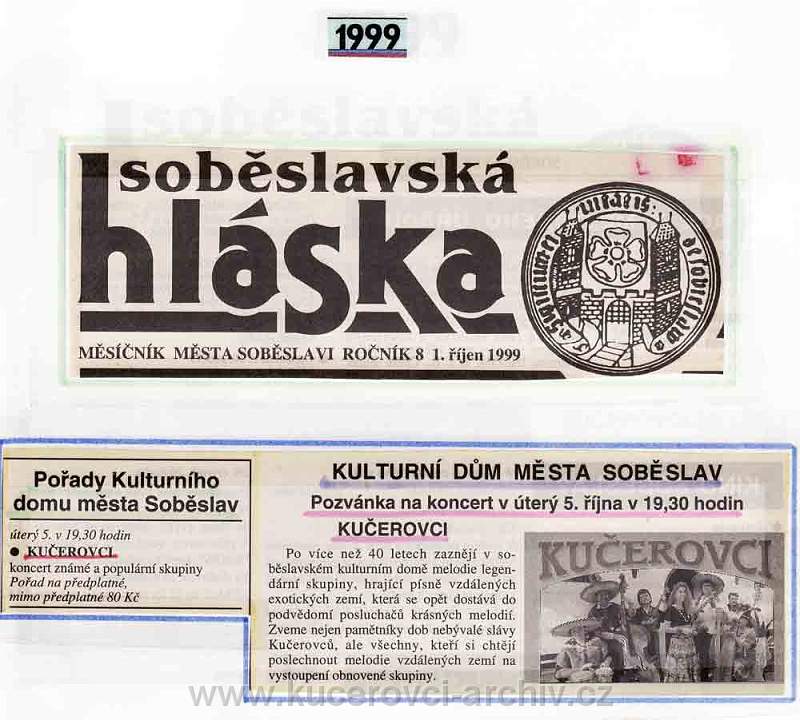 1999
soběslavská
hláska
MĚSÍČNÍK MĚSTA SOBĚSLAVI ROČNÍK 8 1. říjen 1999
Pořady Kulturního
domu města Soběslav
úterý 5. v 19,30 hodin
● KUČEROVCI
koncert známé a populární skupiny
Pořad na předplatné,
mimo předplatné 80 Kč
KULTURNÍ DŮM MĚSTA SOBĚSLAV
Pozvánka na koncert v úterý 5. října v 19,30 hodin
KUČEROVCI
Po více než 40 letech zaznějí v so-
běslavském kulturním domě melodie legen-
dární skupiny, hrající písně vzdálených
exotických zemí, která se opět dostává do
podvědomí posluchačů krásných melodií.
Zveme nejen pamětníky dob nebývalé slávy
Kučerovců, ale všechny, kteří si chtějí
poslechnout melodie vzdálených zemí na
vystoupení obnovené skupiny.
KUČEROVCI
www.kucerovci-archiv.cz